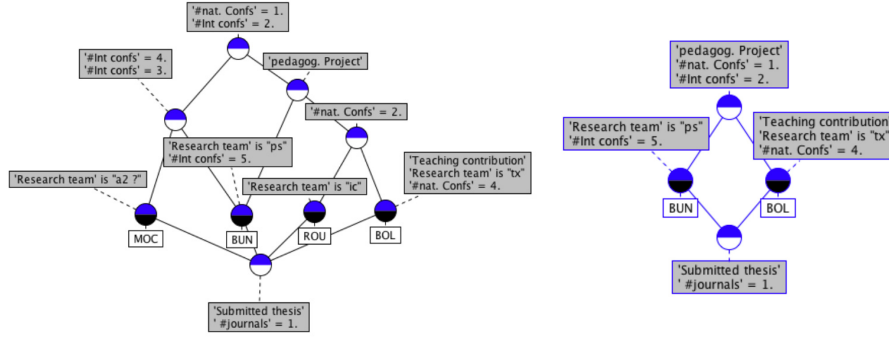 '#nat. Confs' = 1.
'#Int confs' = 2.
'#Int confs' = 4.
'#Int confs' = 3.
'pedagog. Project'
'#nat. Confs' = 2.
'Research team' is "ps"
'#Int confs' = 5.
'Teaching contribution'
'Research team' is "tx"
'#nat. Confs' = 4.
'Research team' is "a2 ?"
'Research team' is "ic"
MOC
BUN
ROU
BOL
'Submitted thesis'
' #journals' = 1.
'pedagog. Project'
'#nat. Confs' = 1.
'#Int confs' = 2.
'Research team' is "ps"
'#Int confs' = 5.
'Teaching contribution'
'Research team' is "tx"
'#nat. Confs' = 4.
BUN
BOL
'Submitted thesis'
' #journals' = 1.